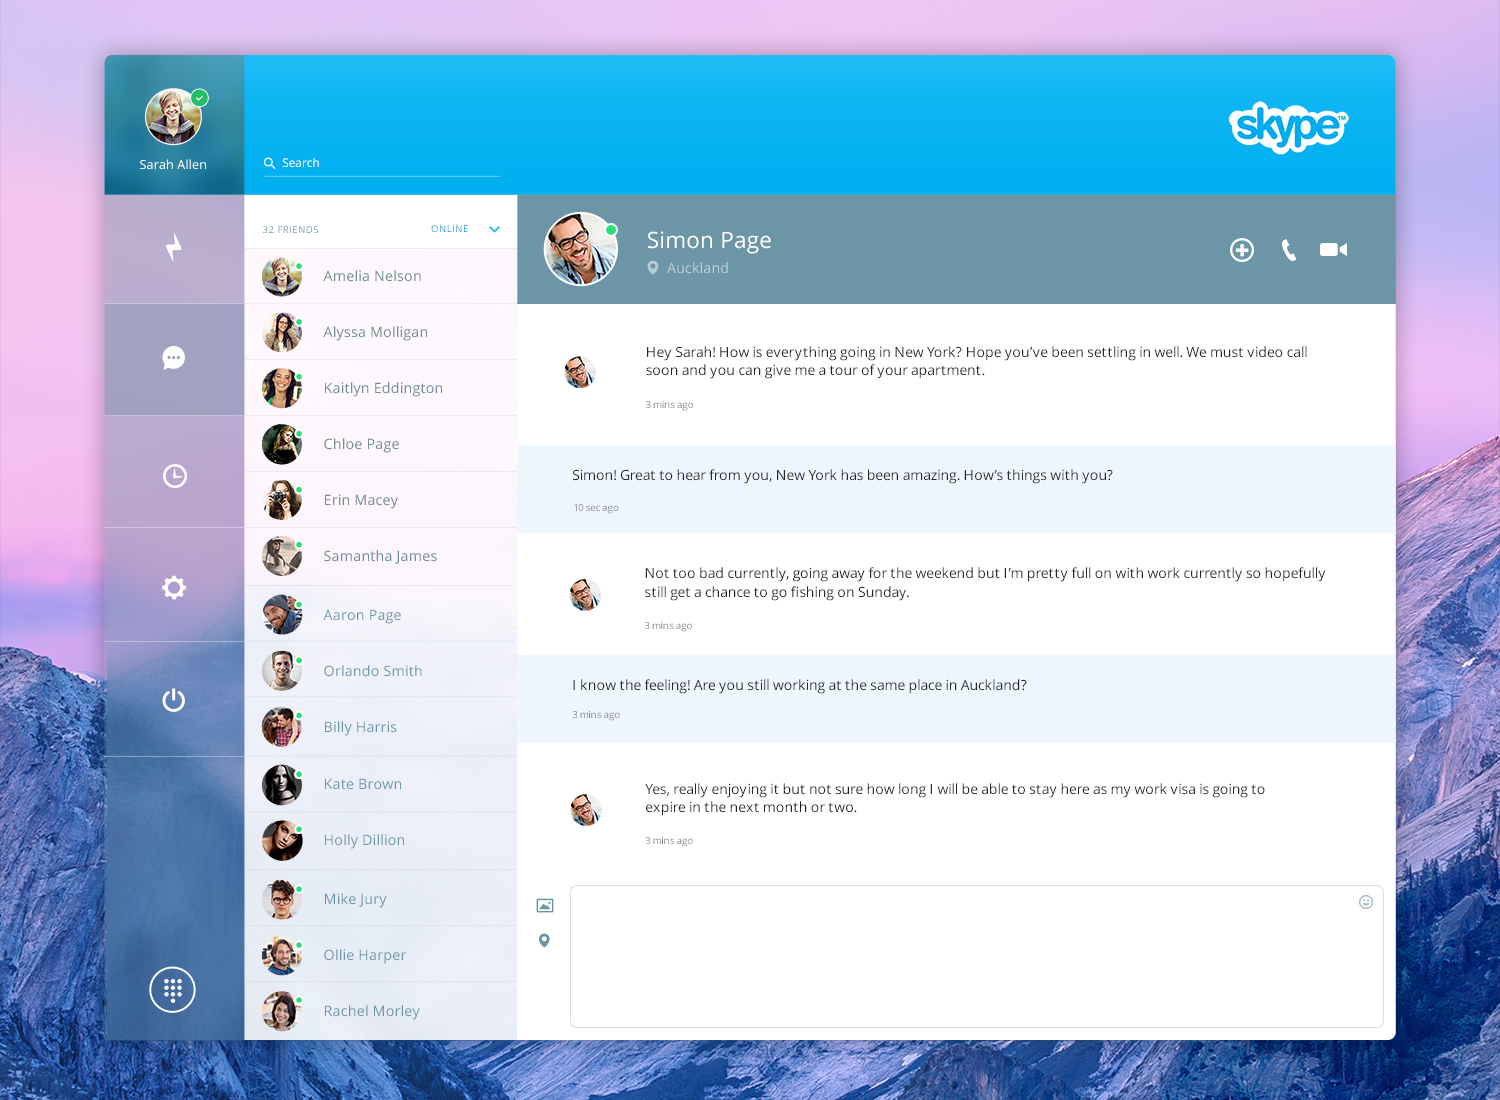 Sarah Allen
Search
skype™
32 FRIENDS
ONLINE
Amelia Nelson
Alyssa Molligan
Kaitlyn Eddington
Chloe Page
Erin Macey
Samantha James
Aaron Page
Orlando Smith
Billy Harris
Kate Brown
Holly Dillion
Mike Jury
Ollie Harper
Rachel Morley
Simon Page
Auckland
Hey Sarah! How is everything going in New York? Hope you’ve been settling in well. We must video call
soon and you can give me a tour of your apartment.
3 mins ago
Simon! Great to hear from you, New York has been amazing. How’s things with you?
10 sec ago
Not too bad currently, going away for the weekend but I’m pretty full on with work currently so hopefully
still get a chance to go fishing on Sunday.
3 mins ago
I know the feeling! Are you still working at the same place in Auckland?
3 mins ago
Yes, really enjoying it but not sure how long I will be able to stay here as my work visa is going to
expire in the next month or two.
3 mins ago